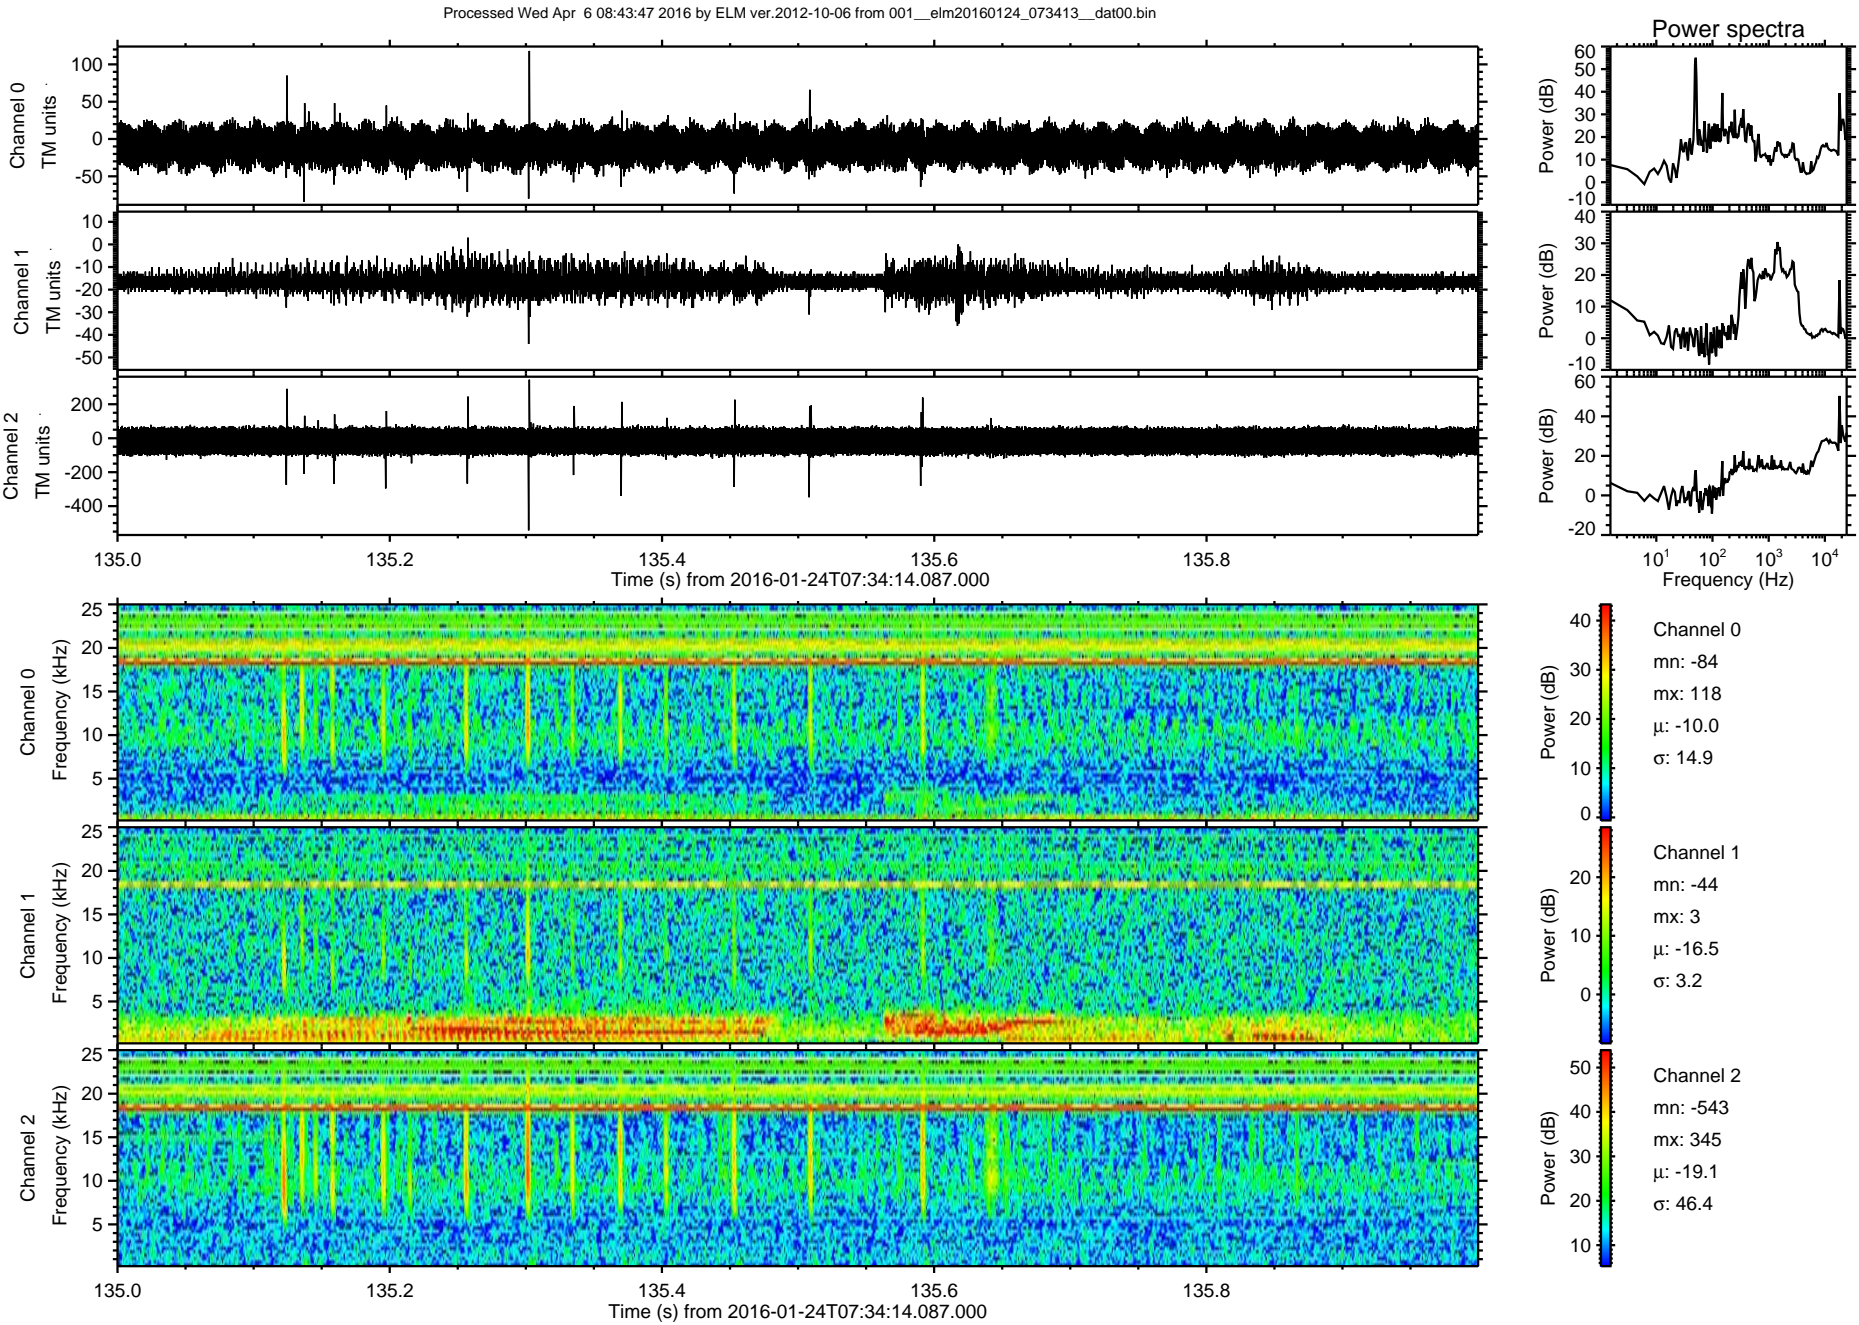 Processed Wed Apr  6 08:43:47 2016 by ELM ver.2012-10-06 from 001__elm20160124_073413__dat00.bin
Power spectra
Channel 0
TM units
100
50
0
-50
Power (dB)
60
50
40
30
20
10
0
-10
Channel 1
TM units
10
0
-10
-20
-30
-40
-50
Power (dB)
40
30
20
10
0
-10
Channel 2
TM units
200
0
-200
-400
Power (dB)
60
40
20
0
-20
135.0
135.2
135.4
135.6
135.8
Time (s) from 2016-01-24T07:34:14.087.000
10¹
10²
10³
10⁴
Frequency (Hz)
Channel 0
Frequency (kHz)
25
20
15
10
5
Power (dB)
40
30
20
10
0
Channel 0
mn: -84
mx: 118
μ: -10.0
σ: 14.9
Channel 1
Frequency (kHz)
25
20
15
10
5
Power (dB)
20
10
0
Channel 1
mn: -44
mx: 3
μ: -16.5
σ: 3.2
Channel 2
Frequency (kHz)
25
20
15
10
5
Power (dB)
50
40
30
20
10
Channel 2
mn: -543
mx: 345
μ: -19.1
σ: 46.4
135.0
135.2
135.4
135.6
135.8
Time (s) from 2016-01-24T07:34:14.087.000